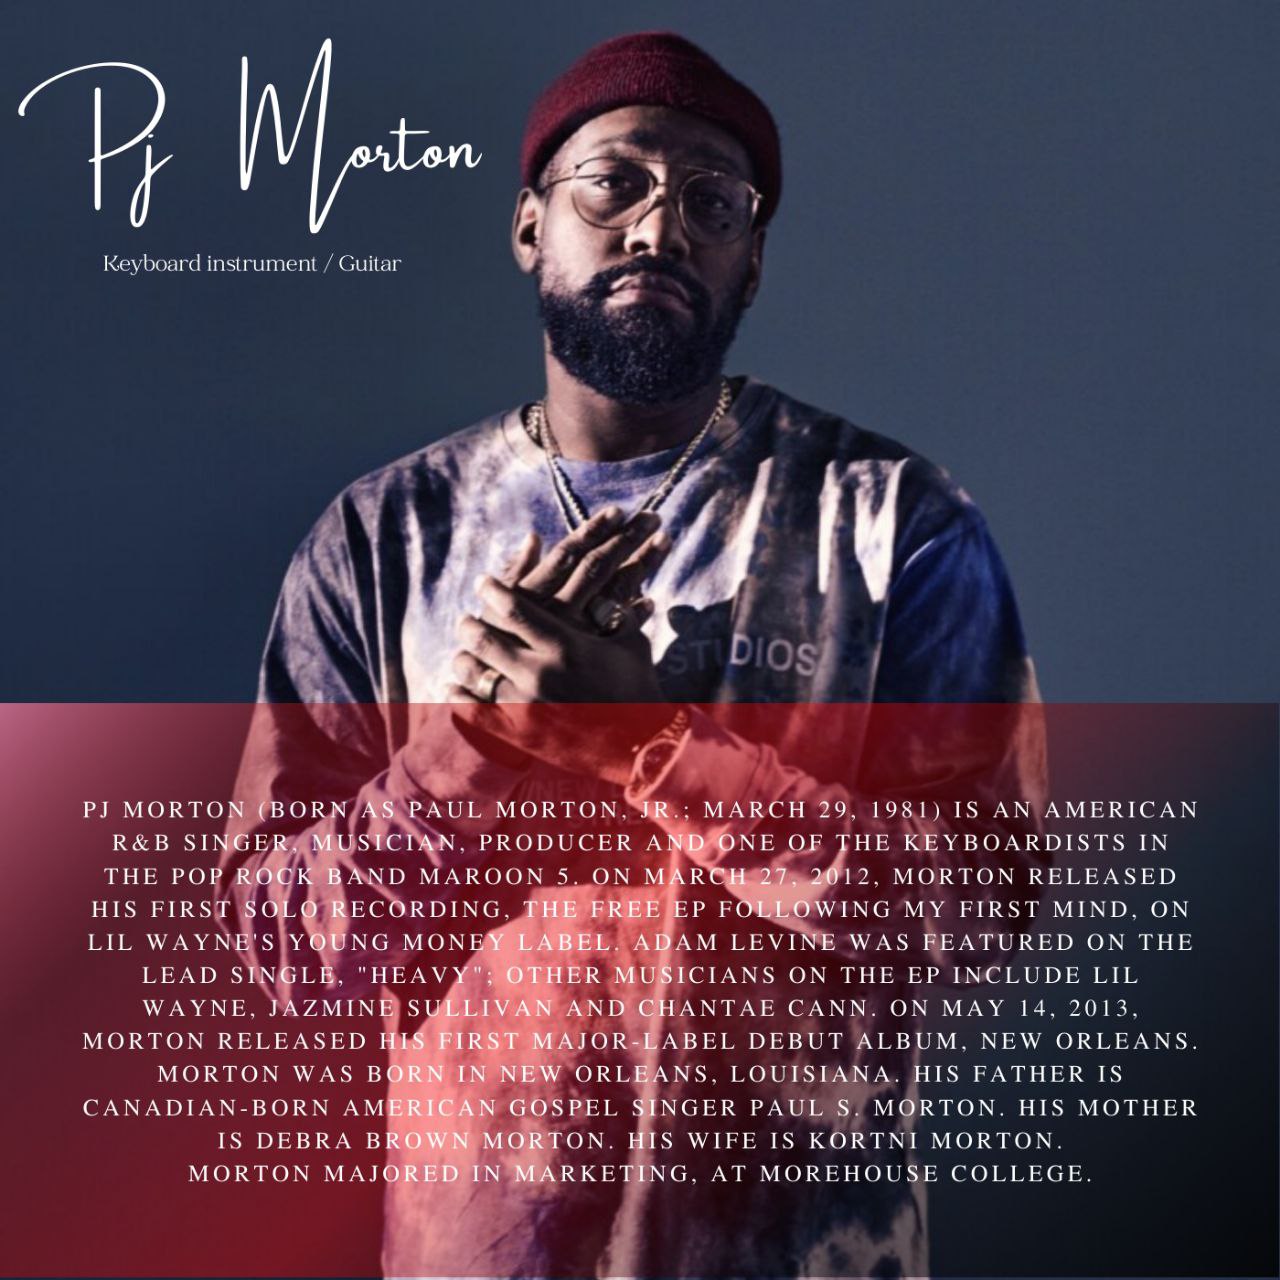 Pj Morton
Keyboard instrument / Guitar
STUDIOS
PJ MORTON (BORN AS PAUL MORTON, JR.; MARCH 29, 1981) IS AN AMERICAN
R&B SINGER, MUSICIAN, PRODUCER AND ONE OF THE KEYBOARDISTS IN
THE POP ROCK BAND MAROON 5. ON MARCH 27, 2012, MORTON RELEASED
HIS FIRST SOLO RECORDING, THE FREE EP FOLLOWING MY FIRST MIND, ON
LIL WAYNE'S YOUNG MONEY LABEL. ADAM LEVINE WAS FEATURED ON THE
LEAD SINGLE, "HEAVY"; OTHER MUSICIANS ON THE EP INCLUDE LIL
WAYNE, JAZMINE SULLIVAN AND CHANTAE CANN. ON MAY 14, 2013,
MORTON RELEASED HIS FIRST MAJOR-LABEL DEBUT ALBUM, NEW ORLEANS.
MORTON WAS BORN IN NEW ORLEANS, LOUISIANA. HIS FATHER IS
CANADIAN-BORN AMERICAN GOSPEL SINGER PAUL S. MORTON. HIS MOTHER
IS DEBRA BROWN MORTON. HIS WIFE IS KORTNI MORTON.
MORTON MAJORED IN MARKETING, AT MOREHOUSE COLLEGE.